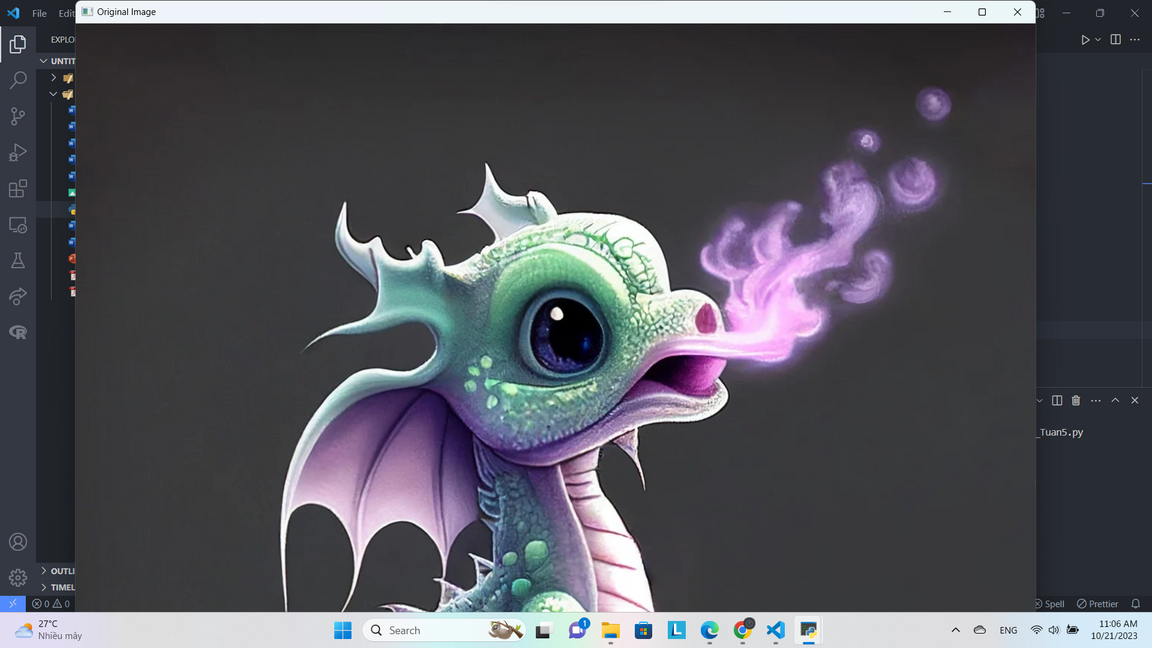 File Edit
Original Image
EXPLO
UNTIT
_Tuan5.py
OUTLI
TIMEL
0 0
Spell
Prettier
27°C
Nhiều mây
Search
1
ENG
11:06 AM
10/21/2023